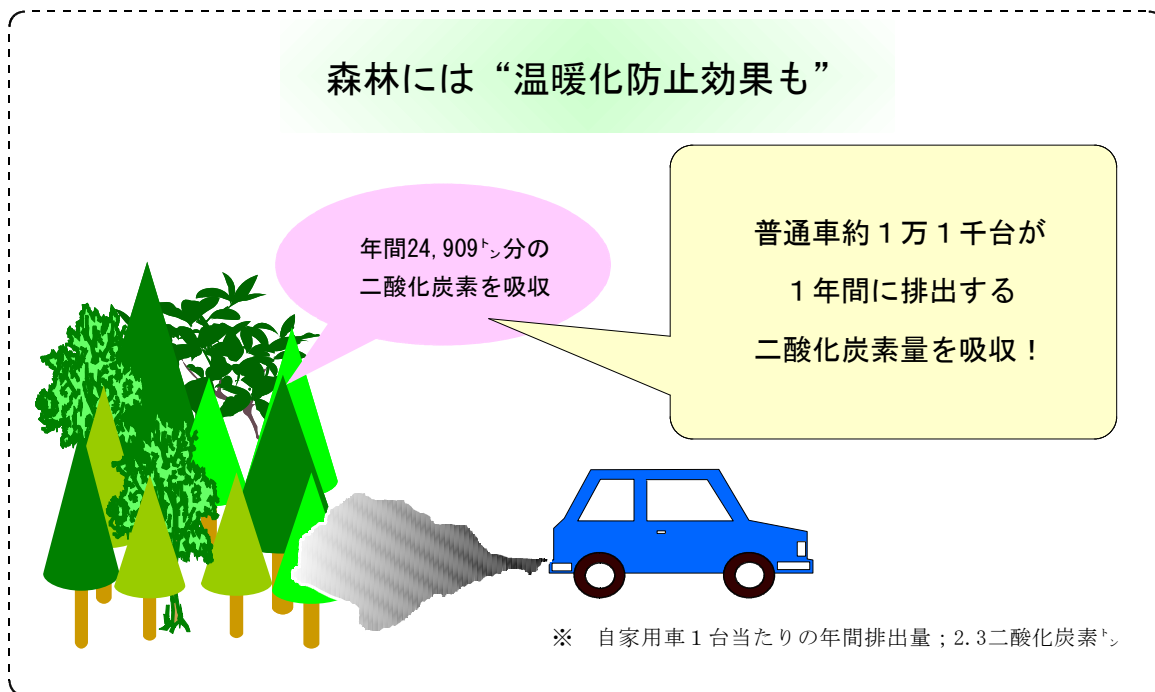 森林には“温暖化防止効果も”
年間24,909㌧分の
二酸化炭素を吸収
普通車約１万１千台が
１年間に排出する
二酸化炭素量を吸収！
※　自家用車１台当たりの年間排出量；2.3二酸化炭素㌧